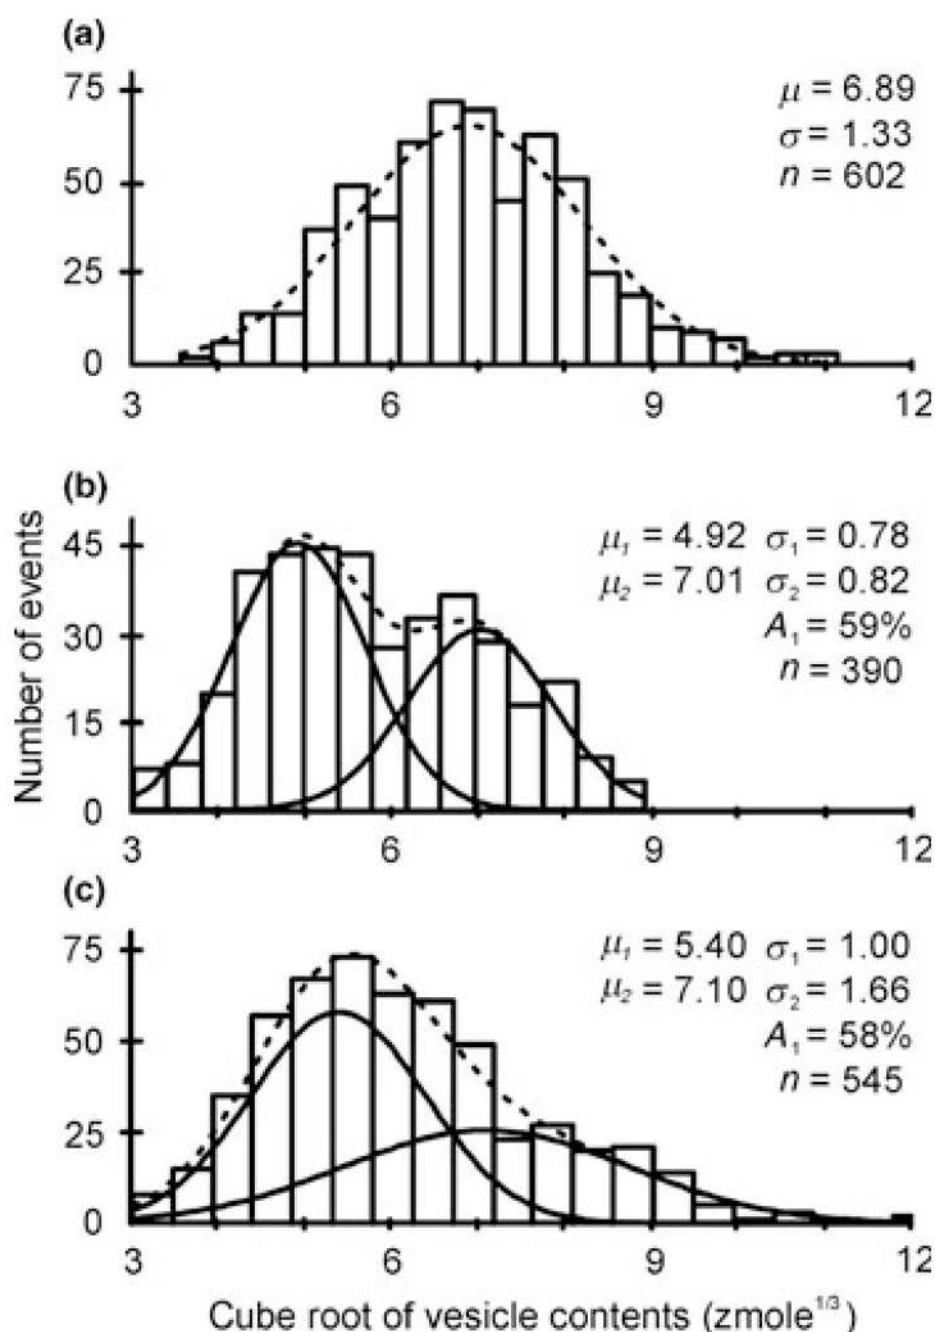 (a)
75
50
25
0
3 6 9 12
μ = 6.89
σ = 1.33
n = 602
(b)
45
30
15
0
3 6 9 12
μ₁ = 4.92 σ₁ = 0.78
μ₂ = 7.01 σ₂ = 0.82
A₁ = 59%
n = 390
Number of events
(c)
75
50
25
0
3 6 9 12
μ₁ = 5.40 σ₁ = 1.00
μ₂ = 7.10 σ₂ = 1.66
A₁ = 58%
n = 545
Cube root of vesicle contents (zmole¹ᐟ³)